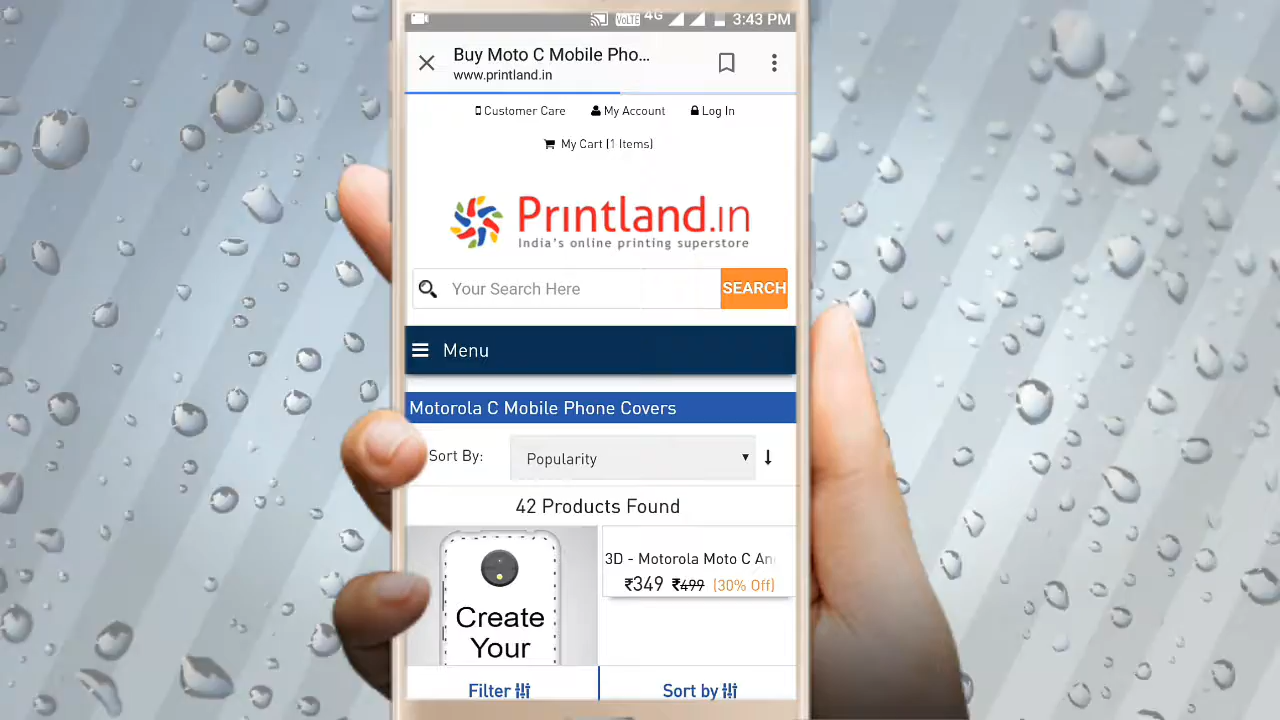 VoLTE 4G 3:43 PM
Buy Moto C Mobile Pho...
www.printland.in
Customer Care My Account Log In
My Cart (1 Items)
Printland.in
India's online printing superstore
Your Search Here SEARCH
Menu
Motorola C Mobile Phone Covers
Sort By: Popularity
42 Products Found
3D - Motorola Moto C An
₹349 ₹499 (30% Off)
Create
Your
Filter Sort by